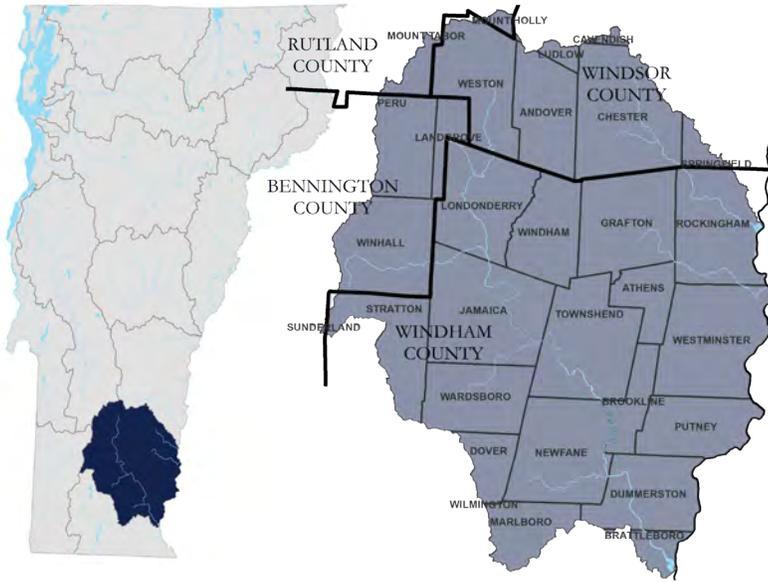 MOUNT HOLLY
MOUNT TABOR
CAVENDISH
RUTLAND
COUNTY
LUDLOW
WINDSOR
COUNTY
WESTON
PERU
ANDOVER
CHESTER
LANDGROVE
SPRINGFIELD
BENNINGTON
COUNTY
LONDONDERRY
GRAFTON
ROCKINGHAM
WINDHAM
WINHALL
ATHENS
STRATTON
JAMAICA
TOWNSHEND
SUNDERLAND
WINDHAM
COUNTY
WESTMINSTER
WARDSBORO
BROOKLINE
PUTNEY
DOVER
NEWFANE
DUMMERSTON
WILMINGTON
MARLBORO
BRATTLEBORO